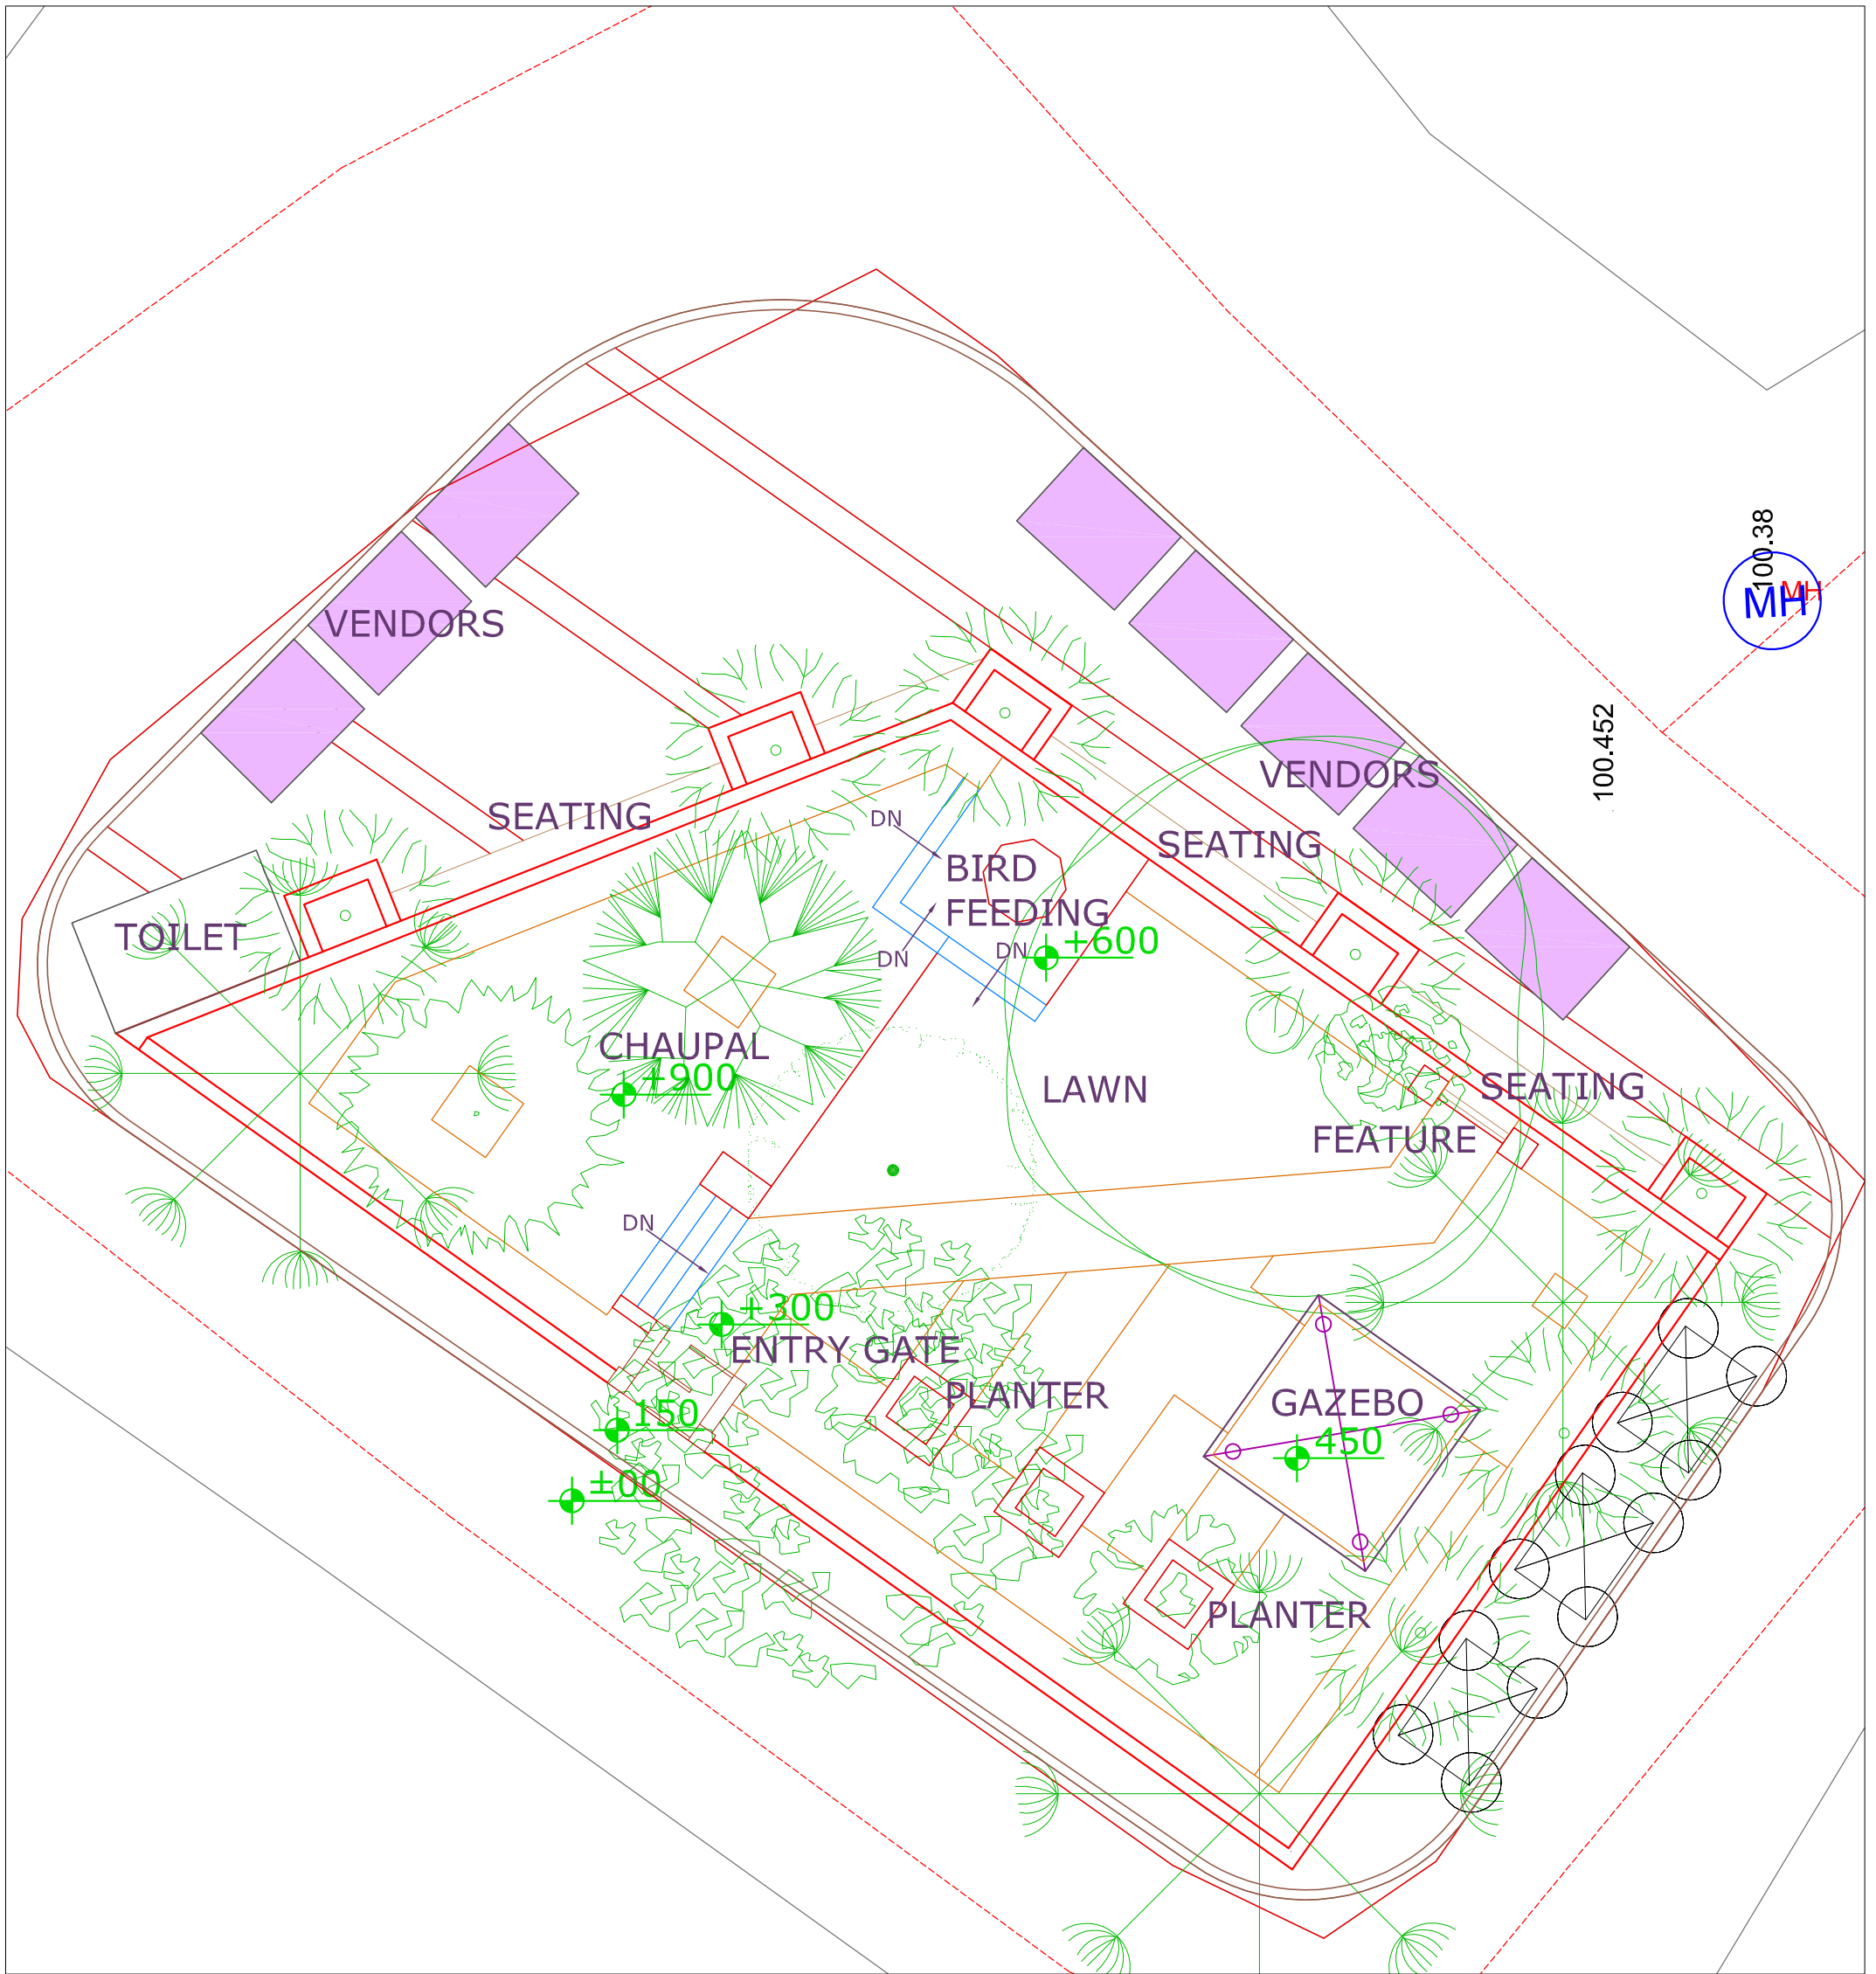 100.38
MH
MH
VENDORS
100.452
VENDORS
SEATING
DN
SEATING
BIRD
FEEDING
TOILET
DN
DN
+600
CHAUPAL
+900
LAWN
SEATING
FEATURE
DN
+300
ENTRY GATE
PLANTER
GAZEBO
150
450
±00
PLANTER